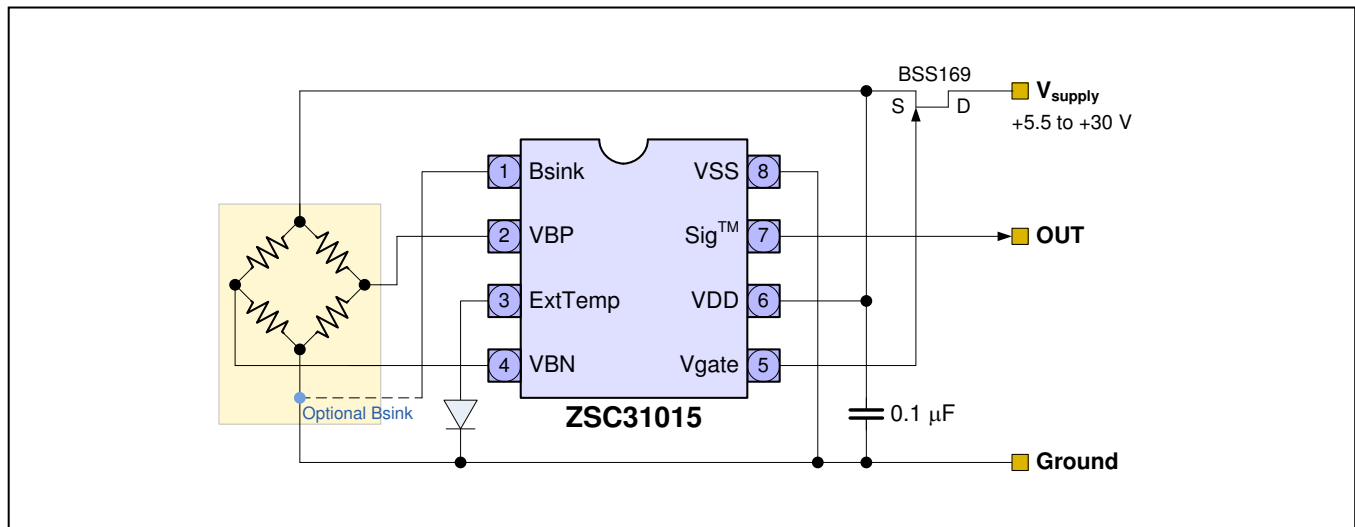 BSS169
S
D
V_supply
+5.5 to +30 V
1
Bsink
VSS
8
2
VBP
Sig™
7
OUT
3
ExtTemp
VDD
6
4
VBN
Vgate
5
Optional Bsink
ZSC31015
0.1 µF
Ground